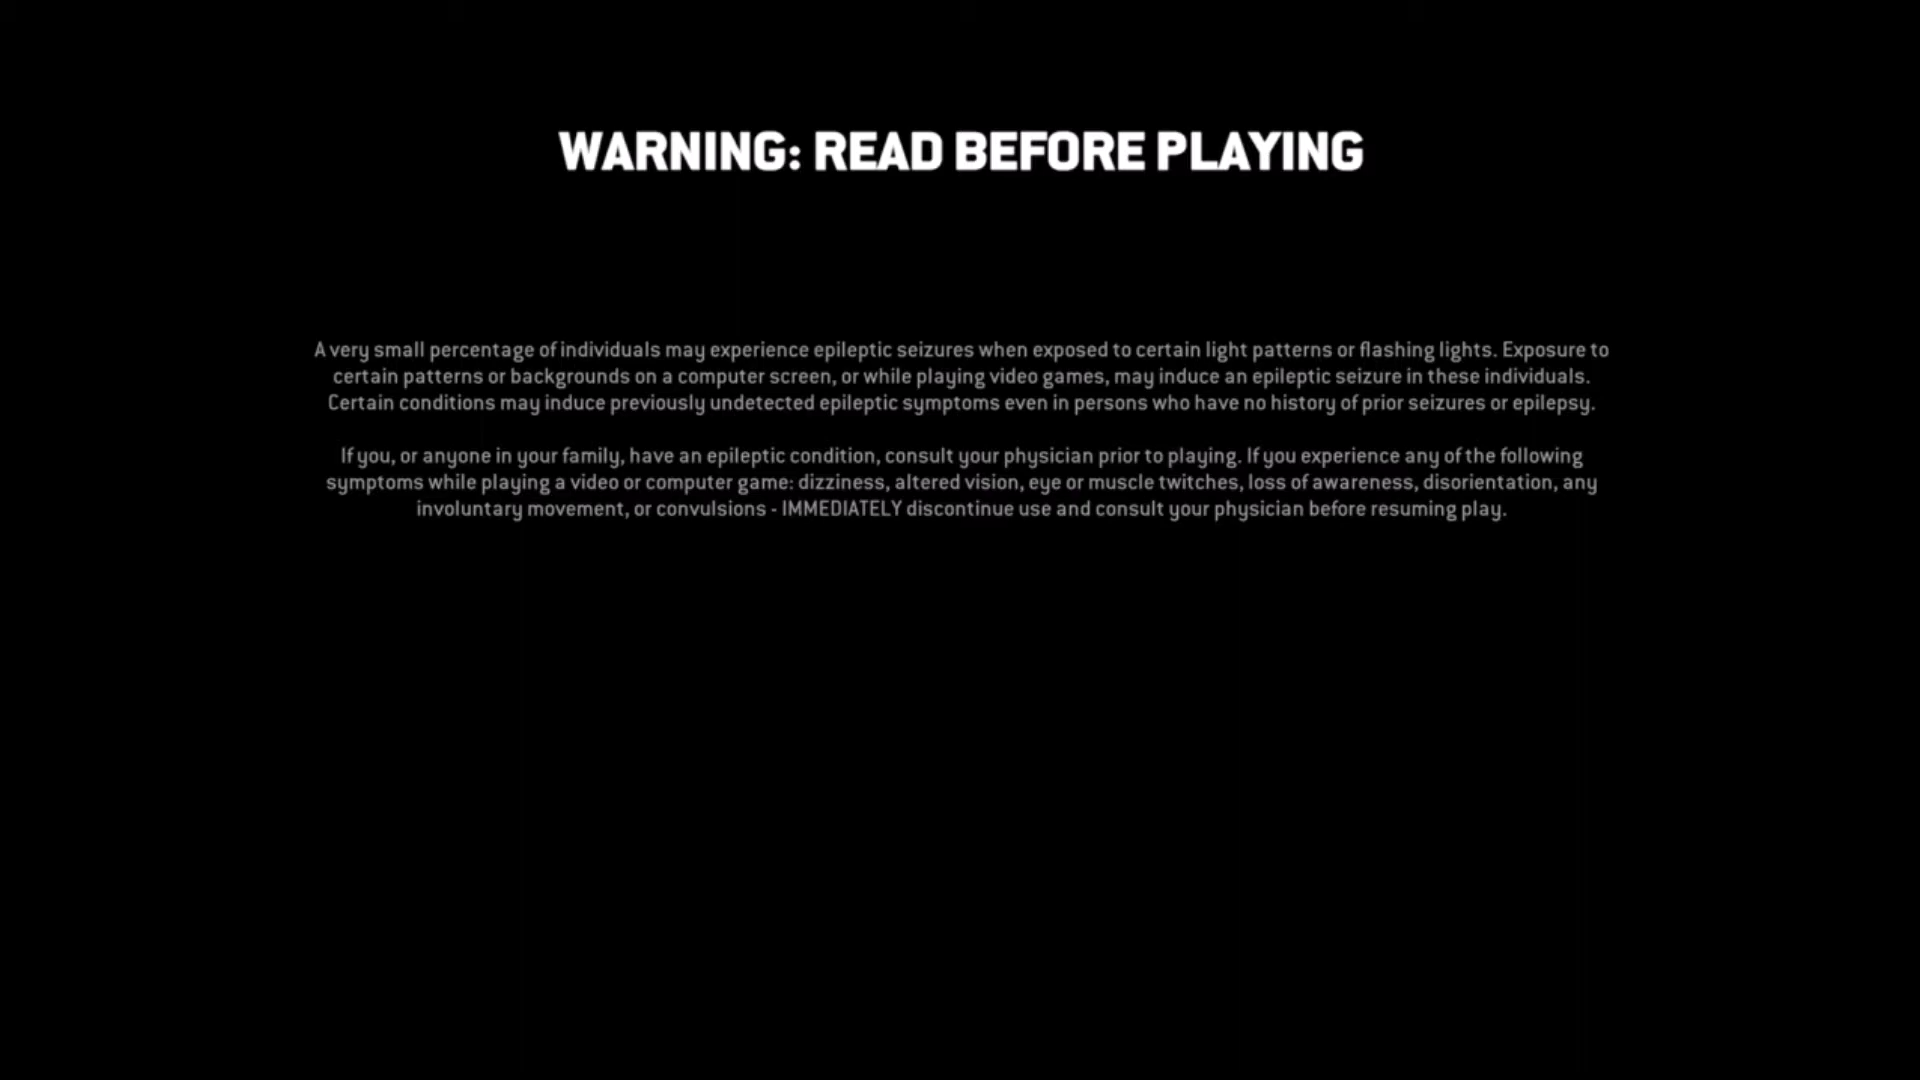 WARNING: READ BEFORE PLAYING
A very small percentage of individuals may experience epileptic seizures when exposed to certain light patterns or flashing lights. Exposure to
certain patterns or backgrounds on a computer screen, or while playing video games, may induce an epileptic seizure in these individuals.
Certain conditions may induce previously undetected epileptic symptoms even in persons who have no history of prior seizures or epilepsy.
If you, or anyone in your family, have an epileptic condition, consult your physician prior to playing. If you experience any of the following
symptoms while playing a video or computer game: dizziness, altered vision, eye or muscle twitches, loss of awareness, disorientation, any
involuntary movement, or convulsions - IMMEDIATELY discontinue use and consult your physician before resuming play.